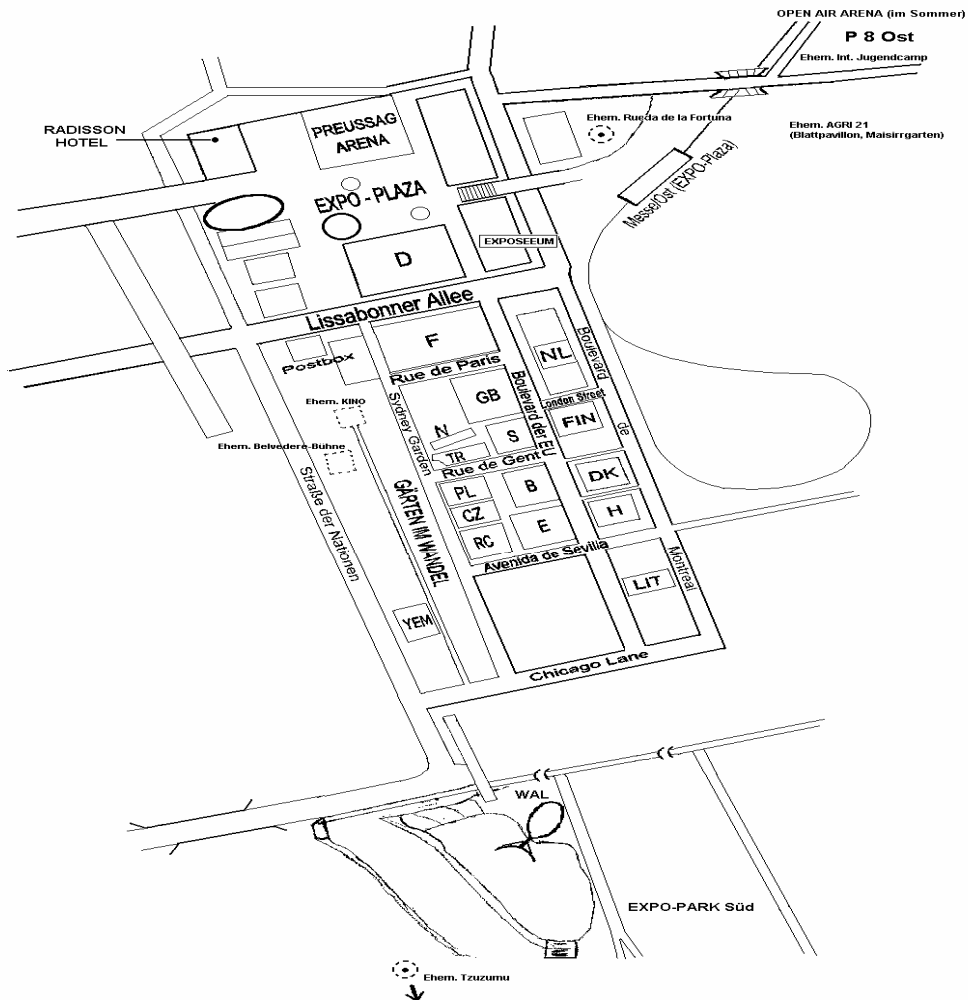 OPEN AIR ARENA (im Sommer)
P 8 Ost
Ehem. Int. Jugendcamp
Ehem. Rueda de la Fortuna
Ehem. AGRI 21
(Blattpavillon, Maisirrgarten)
RADISSON
HOTEL
PREUSSAG
ARENA
Messe/Ost (EXPO-Plaza)
EXPO - PLAZA
EXPOSEEUM
D
Lissabonner Allee
F
Postbox
Rue de Paris
NL
Boulevard
de
Montreal
Boulevard der EU
London Street
Ehem. KINO
Sydney Garden
GB
FIN
N
S
Ehem. Belvedere-Bühne
TR
Rue de Gent
Straße der Nationen
GÄRTEN IM WANDEL
PL
B
DK
CZ
H
RC
E
Avenida de Sevilla
LIT
YEM
Chicago Lane
WAL
EXPO-PARK Süd
Ehem. Tzuzumu